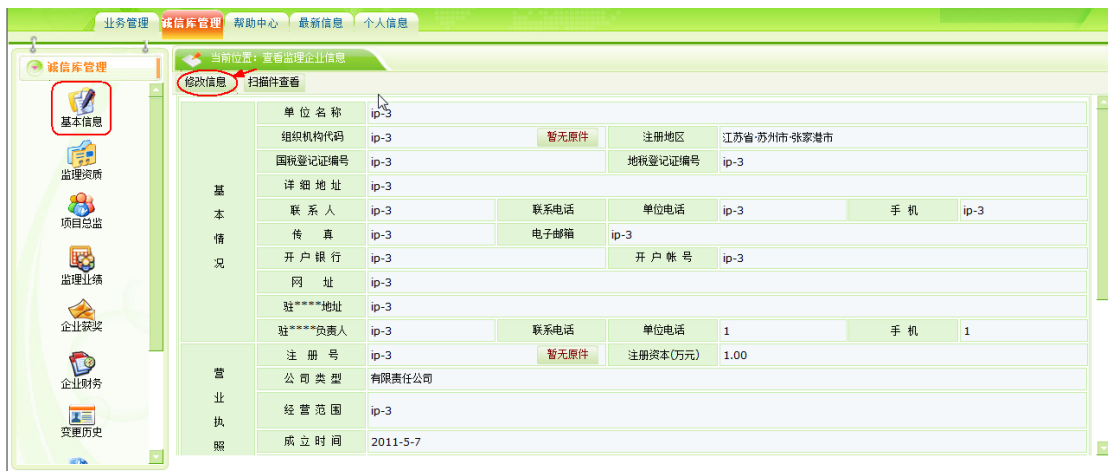 业务管理 诚信库管理 帮助中心 最新信息 个人信息
诚信库管理
当前位置：查看监理企业信息
修改信息 扫描件查看
基本信息
监理资质
项目总监
监理业绩
企业获奖
企业财务
变更历史
基本情况
单位名称 ip-3
组织机构代码 ip-3 暂无原件 注册地区 江苏省·苏州市·张家港市
国税登记证编号 ip-3 地税登记证编号 ip-3
详细地址 ip-3
联系人 ip-3 联系电话 单位电话 ip-3 手机 ip-3
传真 ip-3 电子邮箱 ip-3
开户银行 ip-3 开户帐号 ip-3
网址 ip-3
驻****地址 ip-3
驻****负责人 ip-3 联系电话 单位电话 1 手机 1
营业执照
注册号 ip-3 暂无原件 注册资本(万元) 1.00
公司类型 有限责任公司
经营范围 ip-3
成立时间 2011-5-7